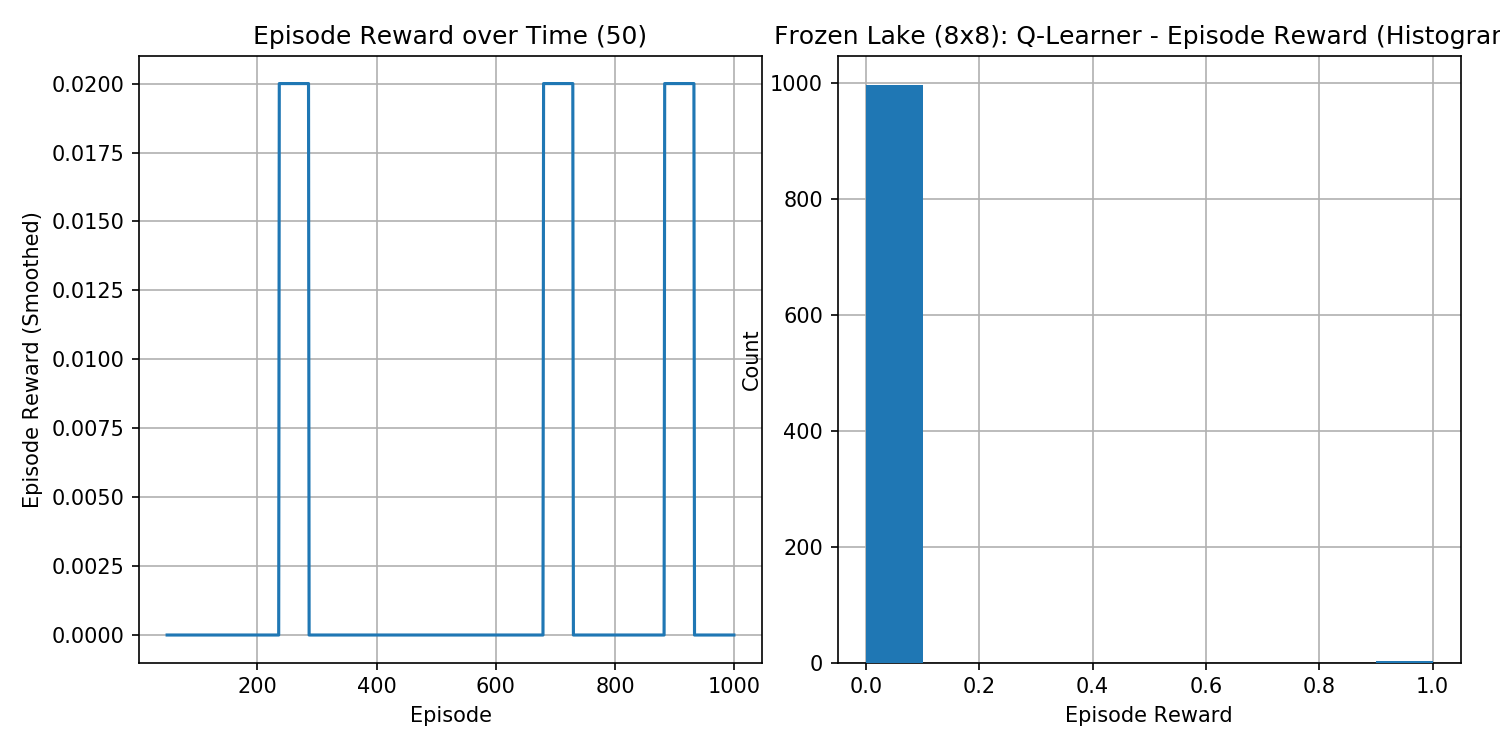 Episode Reward over Time (50)
Episode Reward (Smoothed)
0.0200
0.0175
0.0150
0.0125
0.0100
0.0075
0.0050
0.0025
0.0000
200 400 600 800 1000
Episode
Frozen Lake (8x8): Q-Learner - Episode Reward (Histogra
Count
1000
800
600
400
200
0
0.0 0.2 0.4 0.6 0.8 1.0
Episode Reward